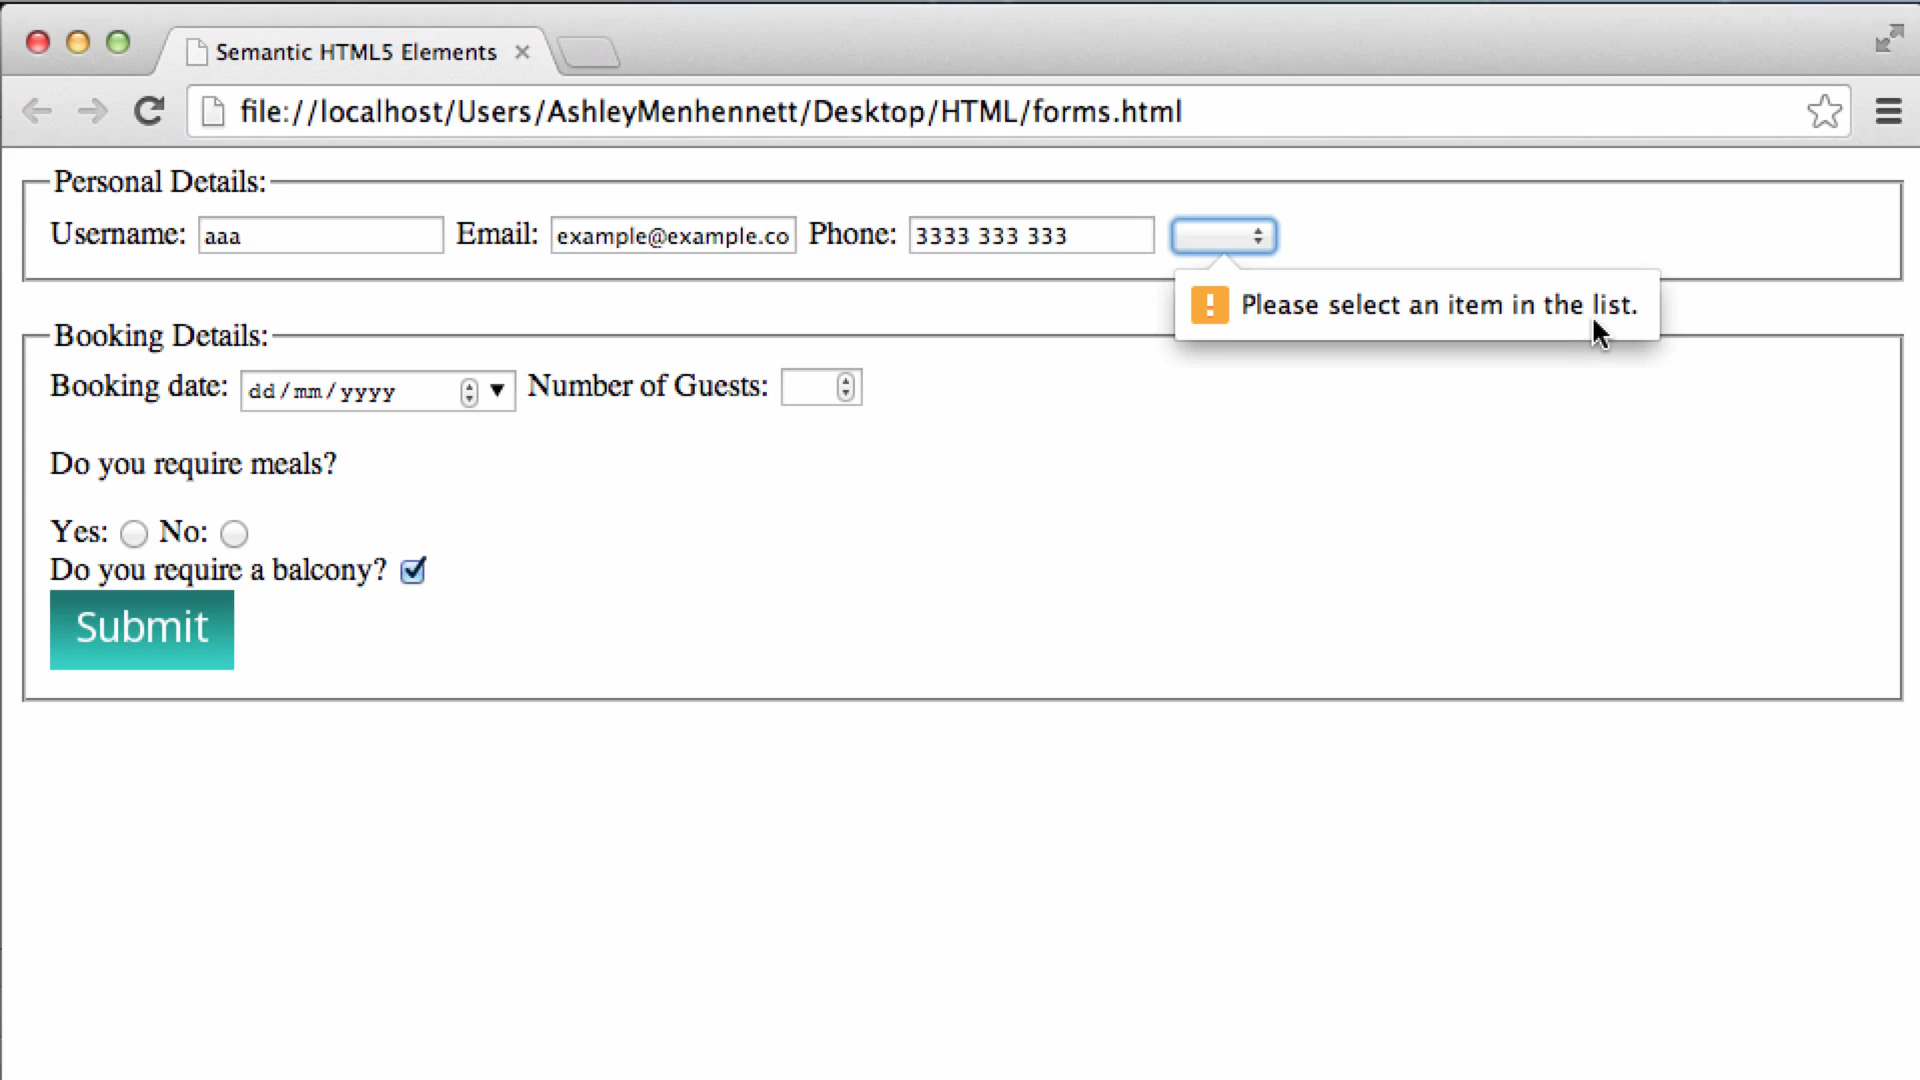 Semantic HTML5 Elements
file://localhost/Users/AshleyMenhennett/Desktop/HTML/forms.html
Personal Details:
Username: aaa Email: example@example.co Phone: 3333 333 333
Please select an item in the list.
Booking Details:
Booking date: dd/mm/yyyy Number of Guests:
Do you require meals?
Yes: No:
Do you require a balcony?
Submit